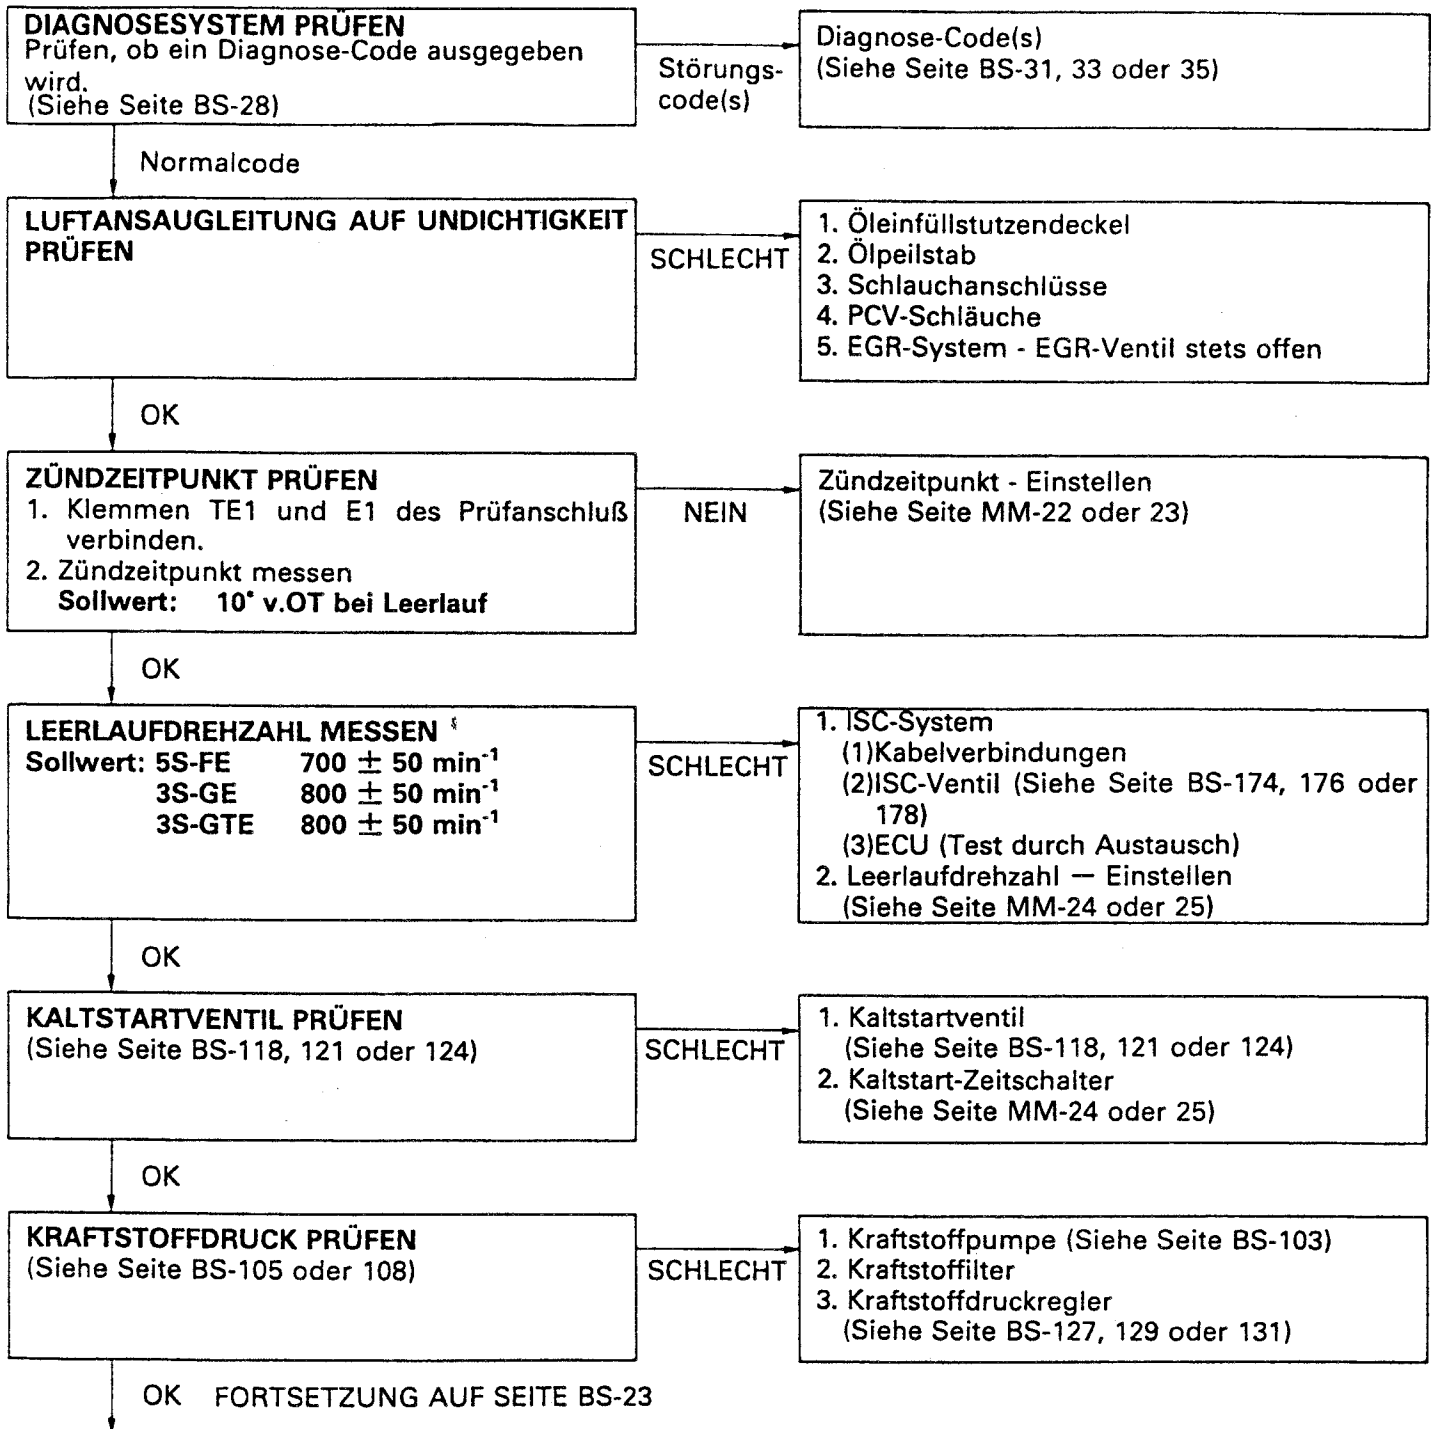 DIAGNOSESYSTEM PRÜFEN
Prüfen, ob ein Diagnose-Code ausgegeben
wird.
(Siehe Seite BS-28)
Störungs-
code(s)
Diagnose-Code(s)
(Siehe Seite BS-31, 33 oder 35)
Normalcode
LUFTANSAUGLEITUNG AUF UNDICHTIGKEIT
PRÜFEN
SCHLECHT
1. Öleinfüllstutzendeckel
2. Ölpeilstab
3. Schlauchanschlüsse
4. PCV-Schläuche
5. EGR-System - EGR-Ventil stets offen
OK
ZÜNDZEITPUNKT PRÜFEN
1. Klemmen TE1 und E1 des Prüfanschluß
verbinden.
2. Zündzeitpunkt messen
Sollwert: 10° v.OT bei Leerlauf
NEIN
Zündzeitpunkt - Einstellen
(Siehe Seite MM-22 oder 23)
OK
LEERLAUFDREHZAHL MESSEN
Sollwert: 5S-FE 700 ± 50 min⁻¹
3S-GE 800 ± 50 min⁻¹
3S-GTE 800 ± 50 min⁻¹
SCHLECHT
1. ISC-System
(1)Kabelverbindungen
(2)ISC-Ventil (Siehe Seite BS-174, 176 oder
178)
(3)ECU (Test durch Austausch)
2. Leerlaufdrehzahl — Einstellen
(Siehe Seite MM-24 oder 25)
OK
KALTSTARTVENTIL PRÜFEN
(Siehe Seite BS-118, 121 oder 124)
SCHLECHT
1. Kaltstartventil
(Siehe Seite BS-118, 121 oder 124)
2. Kaltstart-Zeitschalter
(Siehe Seite MM-24 oder 25)
OK
KRAFTSTOFFDRUCK PRÜFEN
(Siehe Seite BS-105 oder 108)
SCHLECHT
1. Kraftstoffpumpe (Siehe Seite BS-103)
2. Kraftstoffilter
3. Kraftstoffdruckregler
(Siehe Seite BS-127, 129 oder 131)
OK FORTSETZUNG AUF SEITE BS-23